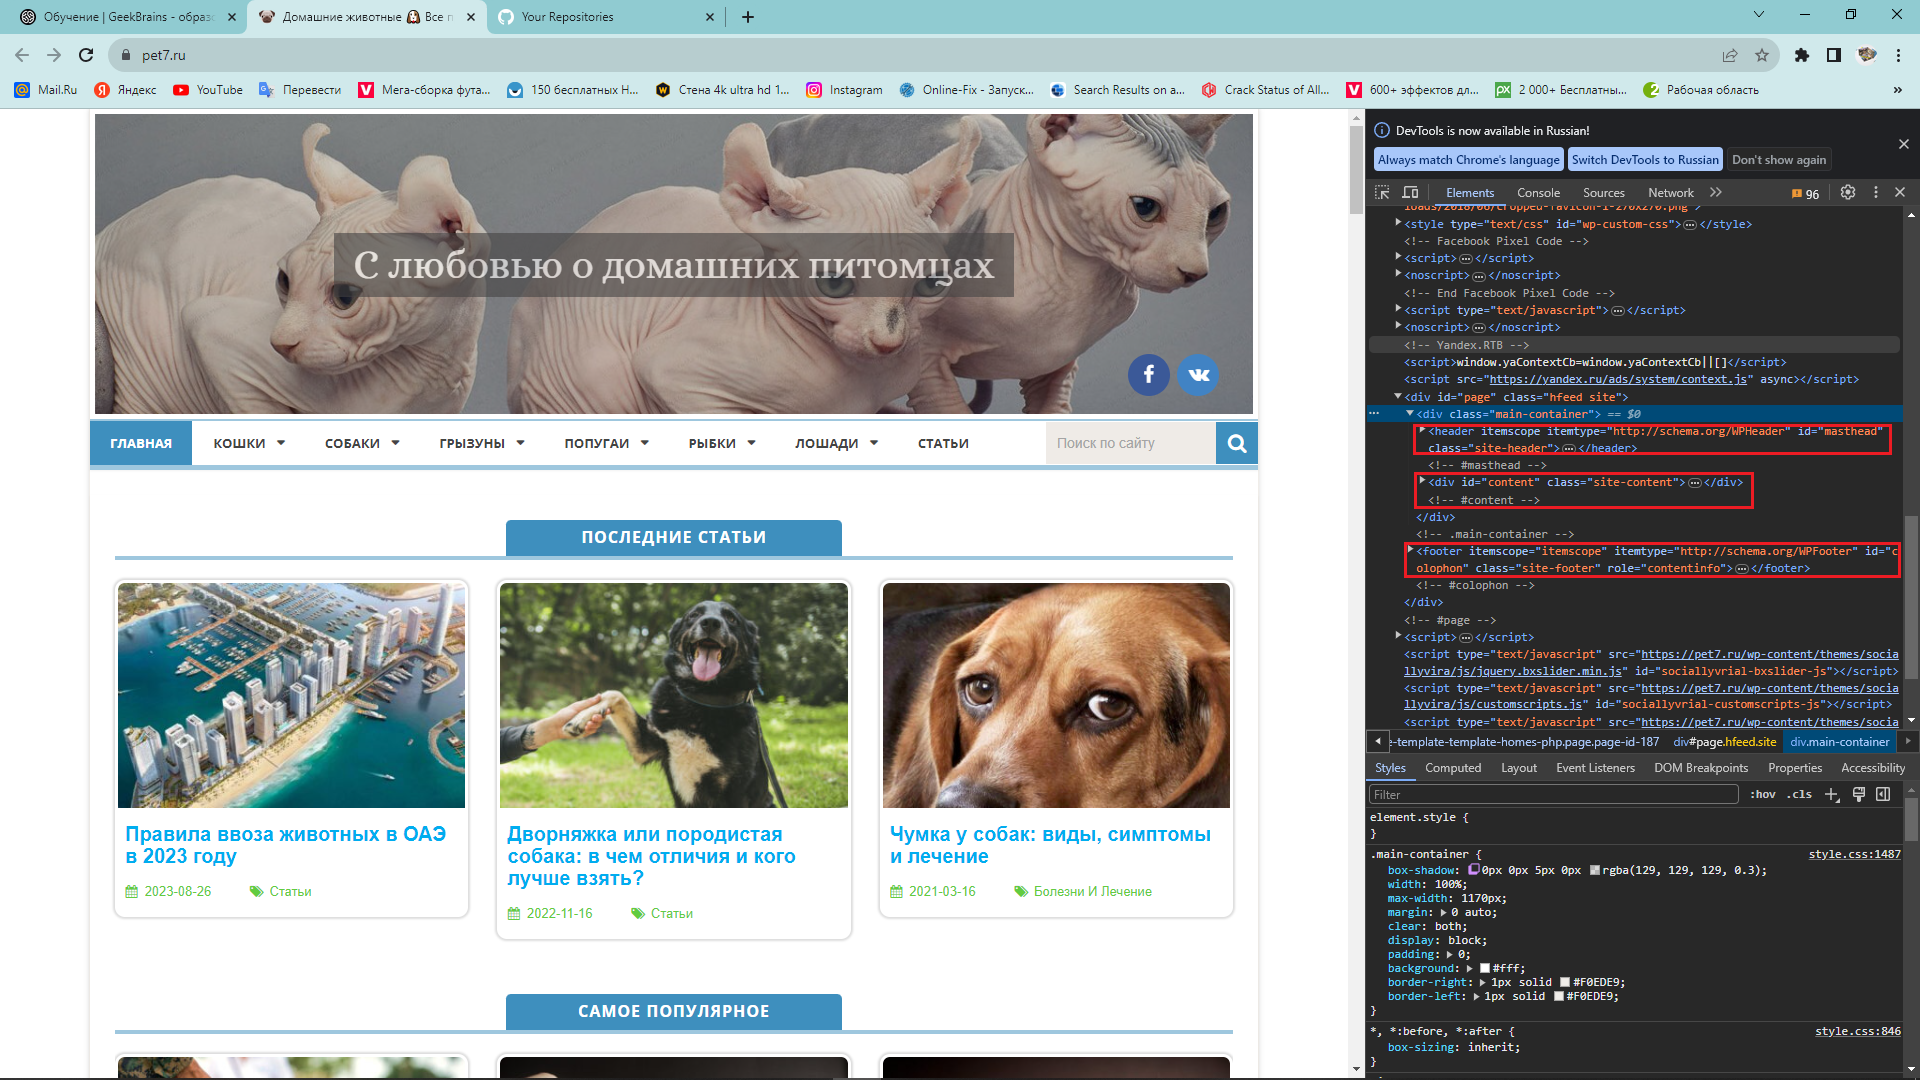 Обучение | GeekBrains - образо
Домашние животные Все п
Your Repositories
pet7.ru
Mail.Ru
Яндекс
YouTube
Перевести
Мега-сборка фута...
150 бесплатных Н...
Стена 4k ultra hd 1...
Instagram
Online-Fix - Запуск...
Search Results on a...
Crack Status of All...
600+ эффектов дл...
2 000+ Бесплатны...
Рабочая область
»
С любовью о домашних питомцах
ГЛАВНАЯ
КОШКИ
СОБАКИ
ГРЫЗУНЫ
ПОПУГАИ
РЫБКИ
ЛОШАДИ
СТАТЬИ
Поиск по сайту
ПОСЛЕДНИЕ СТАТЬИ
Правила ввоза животных в ОАЭ
в 2023 году
2023-08-26 Статьи
Дворняжка или породистая
собака: в чем отличия и кого
лучше взять?
2022-11-16 Статьи
Чумка у собак: виды, симптомы
и лечение
2021-03-16 Болезни И Лечение
САМОЕ ПОПУЛЯРНОЕ
DevTools is now available in Russian!
Always match Chrome's language
Switch DevTools to Russian
Don't show again
Elements
Console
Sources
Network
96
loads/2018/06/cropped-favicon-1-270x270.png">
<style type="text/css" id="wp-custom-css">…</style>
<!-- Facebook Pixel Code -->
<script>…</script>
<noscript>…</noscript>
<!-- End Facebook Pixel Code -->
<script type="text/javascript">…</script>
<noscript>…</noscript>
<!-- Yandex.RTB -->
<script>window.yaContextCb=window.yaContextCb||[]</script>
<script src="https://yandex.ru/ads/system/context.js" async></script>
<div id="page" class="hfeed site">
<div class="main-container"> == $0
<header itemscope itemtype="http://schema.org/WPHeader" id="masthead"
class="site-header">…</header>
<!-- #masthead -->
<div id="content" class="site-content">…</div>
<!-- #content -->
</div>
<!-- .main-container -->
<footer itemscope="itemscope" itemtype="http://schema.org/WPFooter" id="c
olophon" class="site-footer" role="contentinfo">…</footer>
<!-- #colophon -->
</div>
<!-- #page -->
<script>…</script>
<script type="text/javascript" src="https://pet7.ru/wp-content/themes/socia
llyvira/js/jquery.bxslider.min.js" id="sociallyvrial-bxslider-js"></script>
<script type="text/javascript" src="https://pet7.ru/wp-content/themes/socia
llyvira/js/customscripts.js" id="sociallyvrial-customscripts-js"></script>
<script type="text/javascript" src="https://pet7.ru/wp-content/themes/socia
e-template-template-homes-php.page.page-id-187
div#page.hfeed.site
div.main-container
Styles
Computed
Layout
Event Listeners
DOM Breakpoints
Properties
Accessibility
Filter
:hov
.cls
element.style {
}
.main-container {
style.css:1487
box-shadow: 0px 0px 5px 0px rgba(129, 129, 129, 0.3);
width: 100%;
max-width: 1170px;
margin: 0 auto;
clear: both;
display: block;
padding: 0;
background: #fff;
border-right: 1px solid #F0EDE9;
border-left: 1px solid #F0EDE9;
}
*, *:before, *:after {
style.css:846
box-sizing: inherit;
}